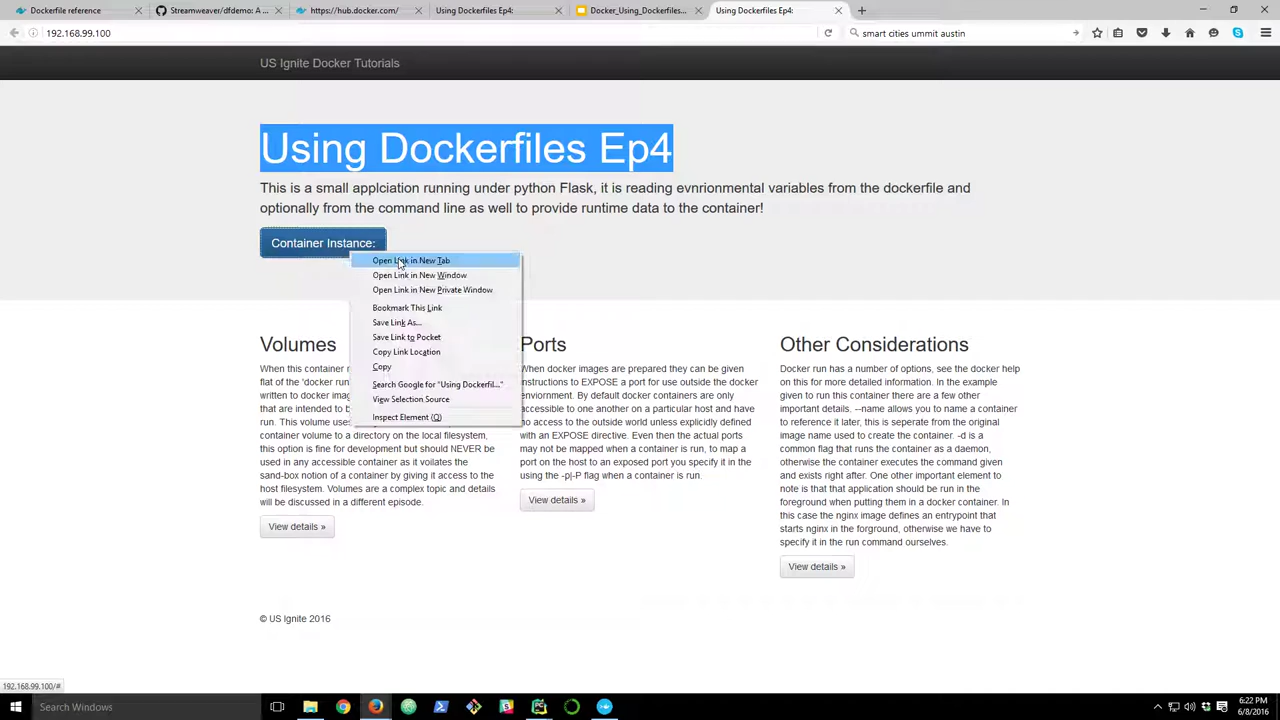 Dockerfile reference
Streamweaver/dfdemo: A ...
https://hub.docker.com/
Using Dockerfiles Ep4:
Docker_Using_Dockerfiles...
Using Dockerfiles Ep4:
192.168.99.100
smart cities ummit austin
US Ignite Docker Tutorials
Using Dockerfiles Ep4
This is a small applciation running under python Flask, it is reading evnrionmental variables from the dockerfile and
optionally from the command line as well to provide runtime data to the container!
Container Instance:
Open Link in New Tab
Open Link in New Window
Open Link in New Private Window
Bookmark This Link
Save Link As...
Save Link to Pocket
Copy Link Location
Copy
Search Google for "Using Dockerfil..."
View Selection Source
Inspect Element (Q)
Volumes
When this container r
flat of the 'docker run
written to docker imag
that are intended to b
run. This volume uses
container volume to a directory on the local filesystem,
this option is fine for development but should NEVER be
used in any accessible container as it voilates the
sand-box notion of a container by giving it access to the
host filesystem. Volumes are a complex topic and details
will be discussed in a different episode.
View details »
Ports
When docker images are prepared they can be given
instructions to EXPOSE a port for use outside the docker
enviornment. By default docker containers are only
accessible to one another on a particular host and have
no access to the outside world unless explicitly defined
with an EXPOSE directive. Even then the actual ports
may not be mapped when a container is run, to map a
port on the host to an exposed port you specify it in the
using the -p|-P flag when a container is run.
View details »
Other Considerations
Docker run has a number of options, see the docker help
on this for more detailed information. In the example
given to run this container there are a few other
important details. --name allows you to name a container
to reference it later, this is seperate from the original
image name used to create the container. -d is a
common flag that runs the container as a daemon,
otherwise the container executes the command given
and exists right after. One other important element to
note is that that application should be run in the
foreground when putting them in a docker container. In
this case the nginx image defines an entrypoint that
starts nginx in the forground, otherwise we have to
specify it in the run command ourselves.
View details »
© US Ignite 2016
192.168.99.100/#
Search Windows
6:22 PM
6/8/2016